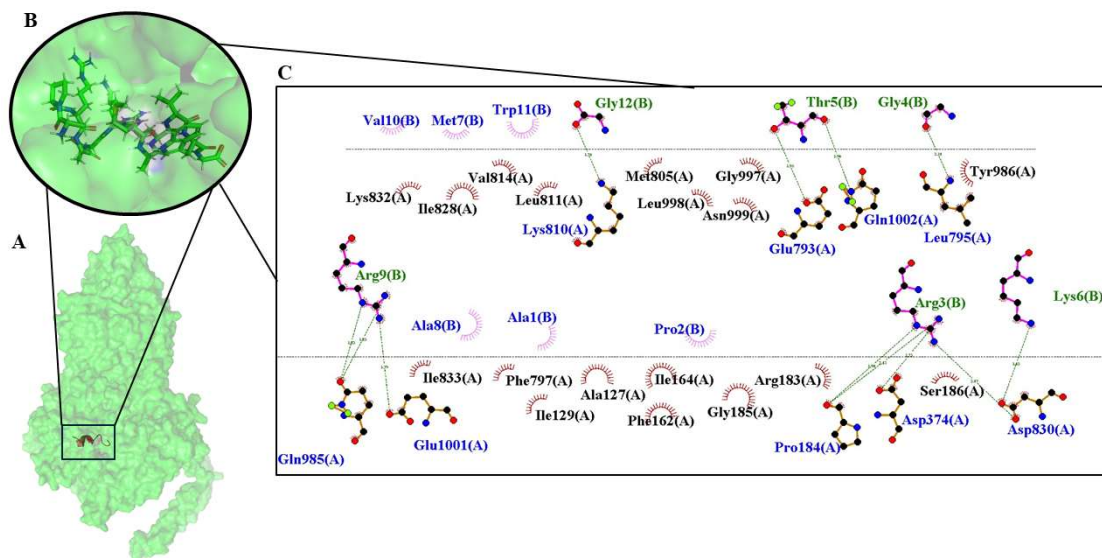 B
C
A
Val10(B)
Met7(B)
Trp11(B)
Gly12(B)
Thr5(B)
Gly4(B)
Lys832(A)
Ile828(A)
Val814(A)
Leu811(A)
Lys810(A)
Met805(A)
Leu998(A)
Gly997(A)
Asn999(A)
Glu793(A)
Gln1002(A)
Leu795(A)
Tyr986(A)
Arg9(B)
Ala8(B)
Ala1(B)
Pro2(B)
Arg3(B)
Lys6(B)
Gln985(A)
Glu1001(A)
Ile833(A)
Phe797(A)
Ile129(A)
Ala127(A)
Ile164(A)
Phe162(A)
Gly185(A)
Arg183(A)
Pro184(A)
Asp374(A)
Ser186(A)
Asp830(A)